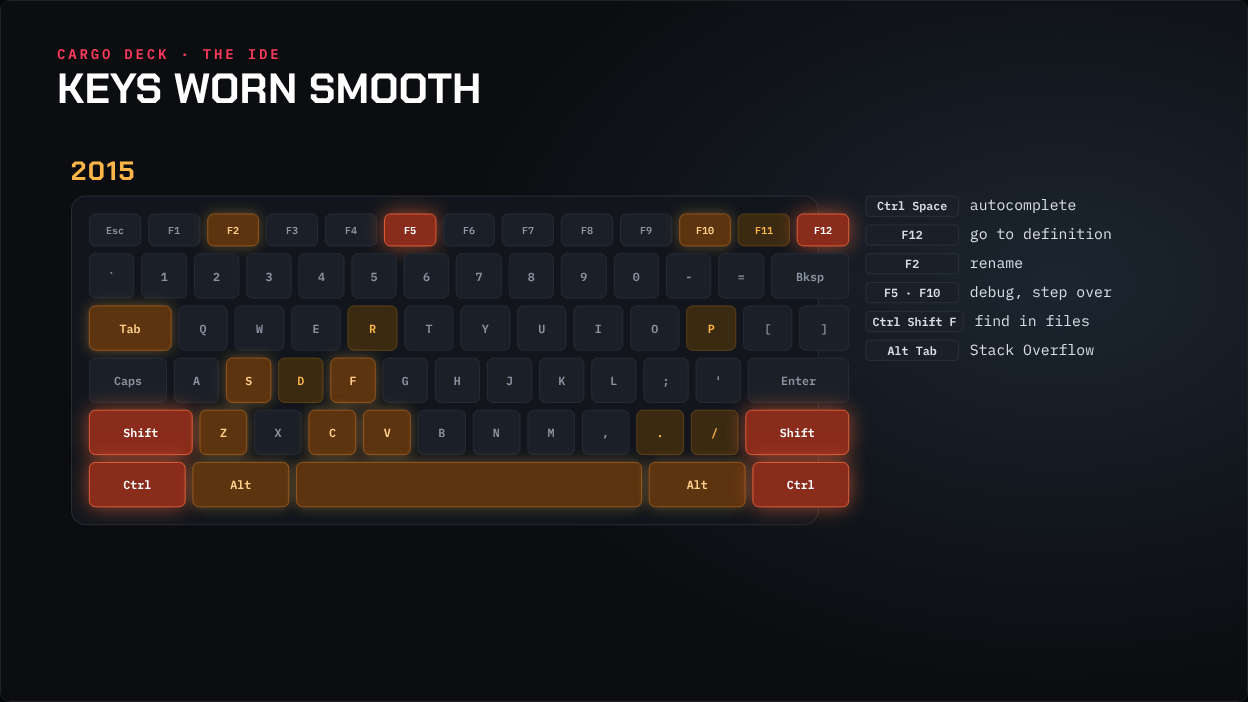 CARGO DECK · THE IDE
KEYS WORN SMOOTH
2015
Esc F1 F2 F3 F4 F5 F6 F7 F8 F9 F10 F11 F12
` 1 2 3 4 5 6 7 8 9 0 - = Bksp
Tab Q W E R T Y U I O P [ ]
Caps A S D F G H J K L ; ' Enter
Shift Z X C V B N M , . / Shift
Ctrl Alt Alt Ctrl
Ctrl Space autocomplete
F12 go to definition
F2 rename
F5 · F10 debug, step over
Ctrl Shift F find in files
Alt Tab Stack Overflow